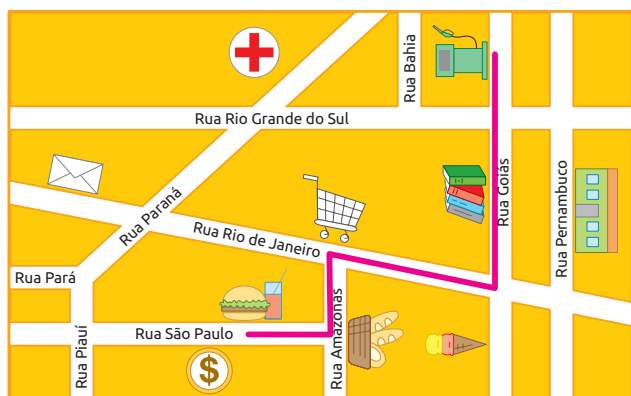 Rua Bahia
Rua Rio Grande do Sul
Rua Paraná
Rua Goiás
Rua Pernambuco
Rua Rio de Janeiro
Rua Pará
Rua São Paulo
Rua Piauí
Rua Amazonas
$